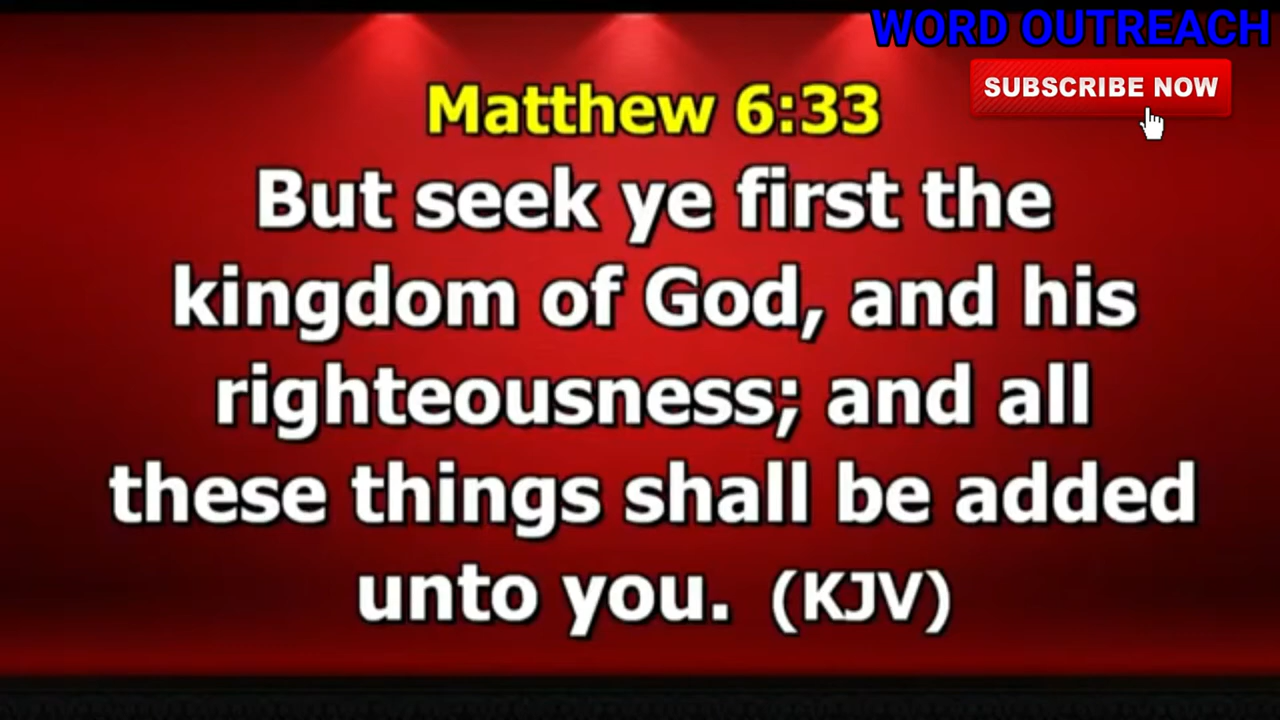 WORD OUTREACH
SUBSCRIBE NOW
Matthew 6:33
But seek ye first the
kingdom of God, and his
righteousness; and all
these things shall be added
unto you. (KJV)